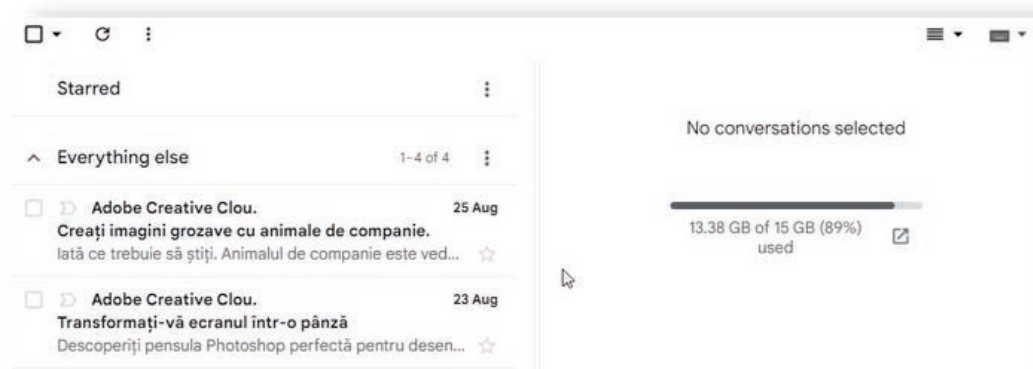 Starred
No conversations selected
Everything else 1–4 of 4
Adobe Creative Clou. 25 Aug
Creați imagini grozave cu animale de companie.
Iată ce trebuie să știți. Animalul de companie este ved...
13.38 GB of 15 GB (89%)
used
Adobe Creative Clou. 23 Aug
Transformați-vă ecranul într-o pânză
Descoperiți pensula Photoshop perfectă pentru desen...